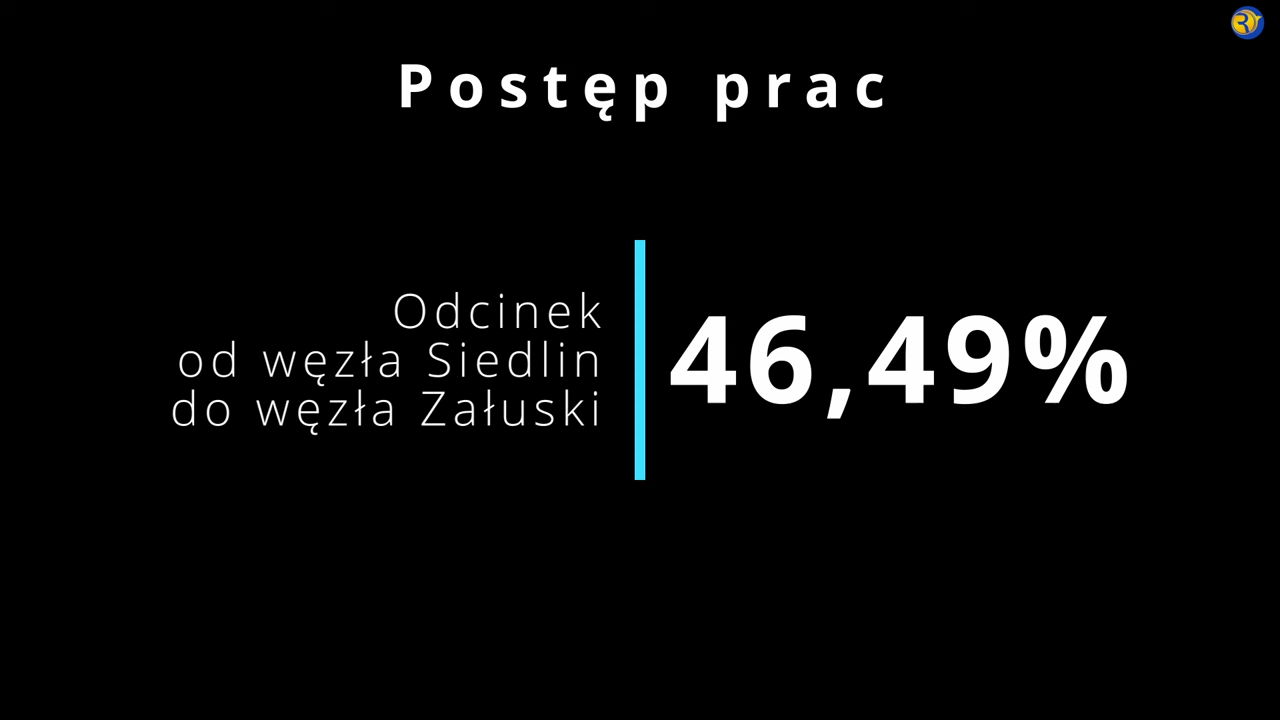 Postęp prac
Odcinek
od węzła Siedlin
do węzła Załuski
46,49%